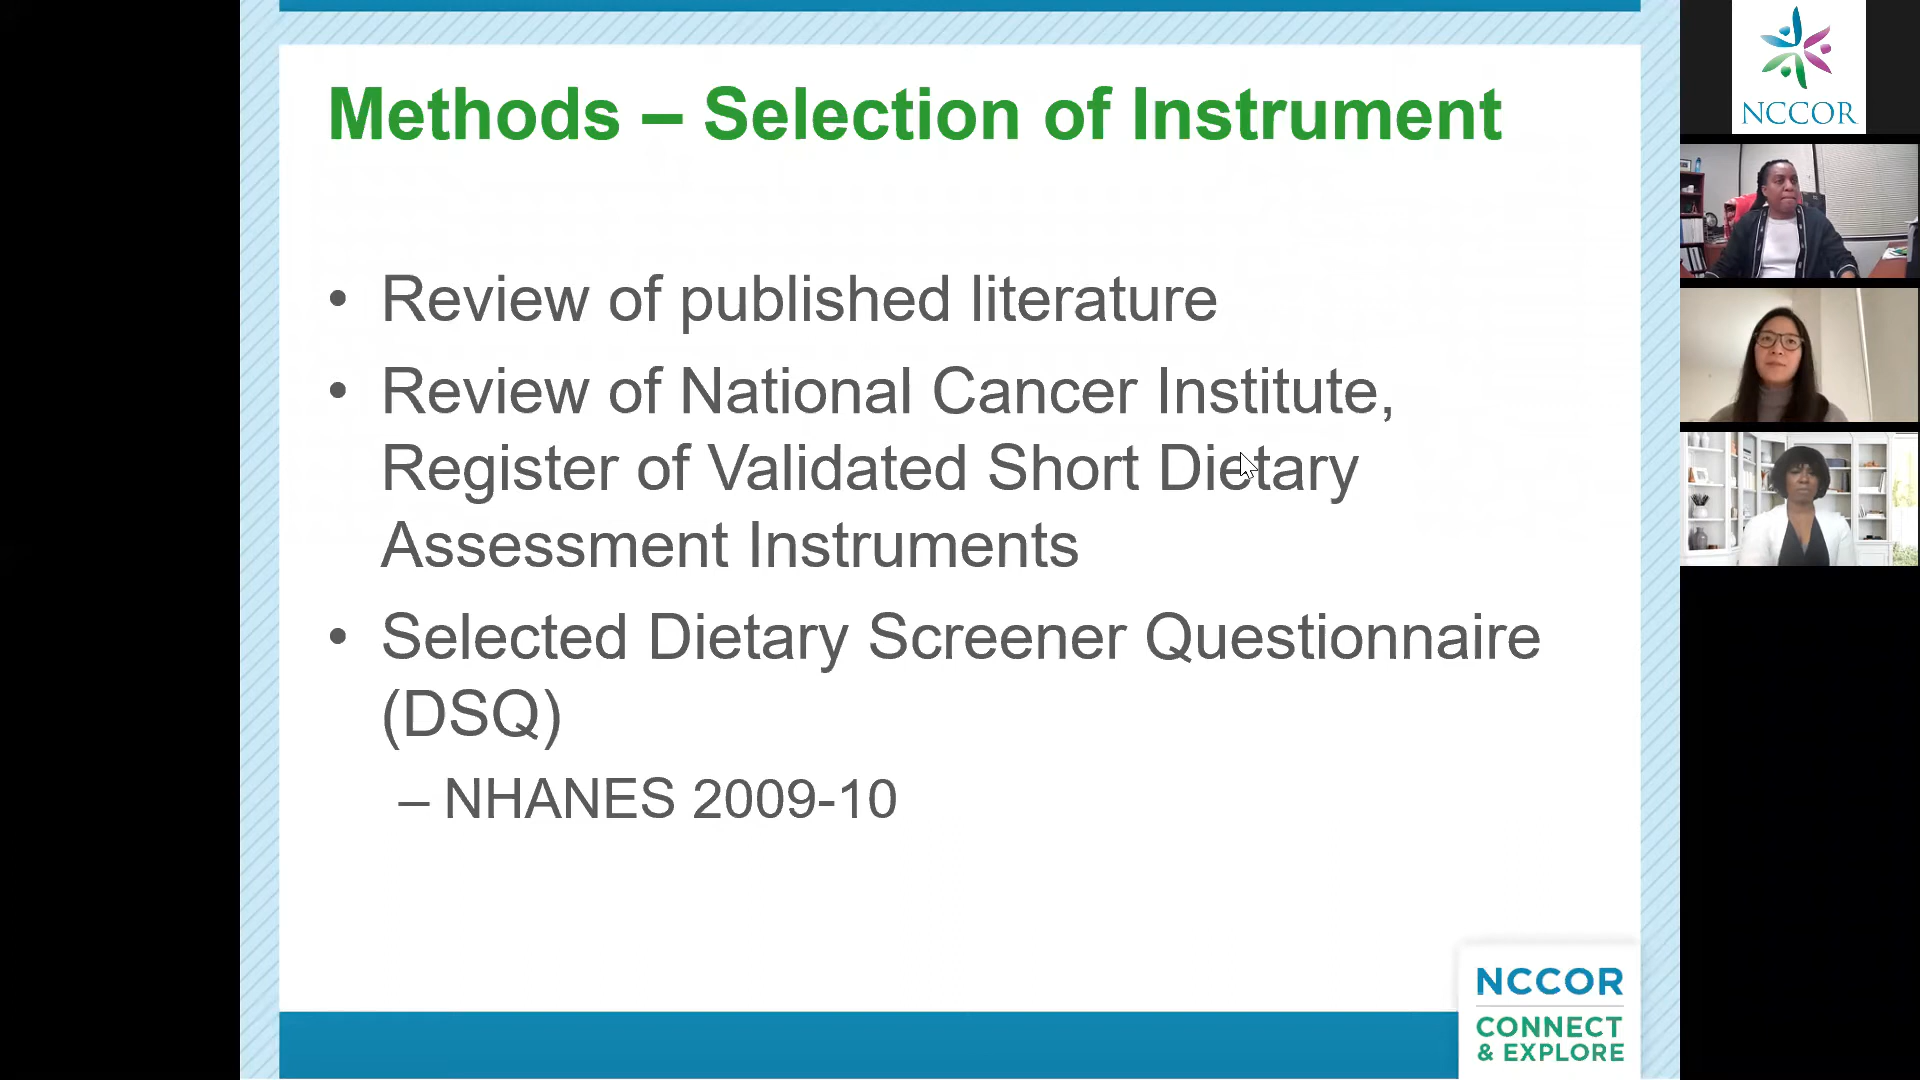 Methods – Selection of Instrument
• Review of published literature
• Review of National Cancer Institute,
Register of Validated Short Dietary
Assessment Instruments
• Selected Dietary Screener Questionnaire
(DSQ)
– NHANES 2009-10
NCCOR
CONNECT
& EXPLORE
NCCOR